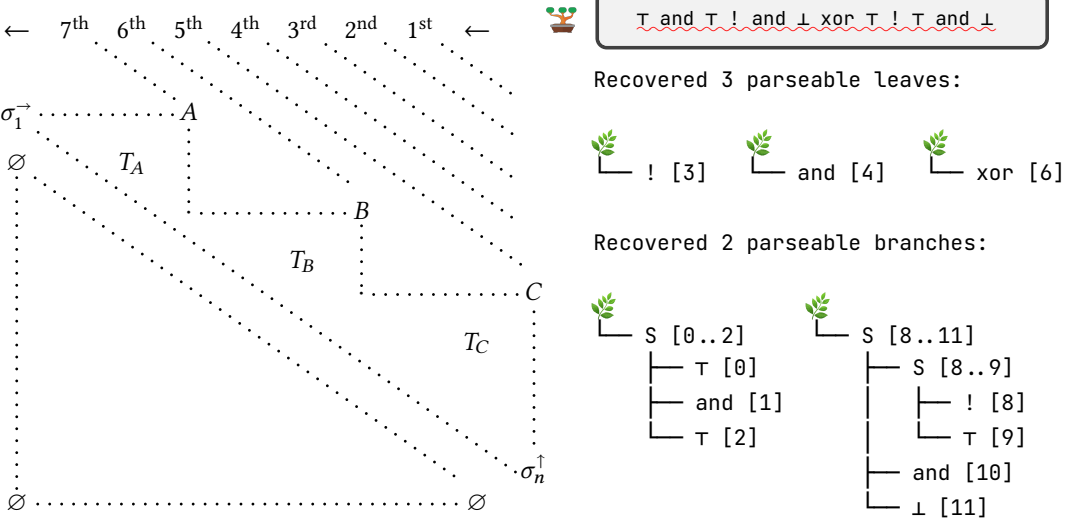 ← 7th 6th 5th 4th 3rd 2nd 1st ←
σ1→ A
∅ TA
B
TB
C
TC
σn↑
∅ ∅
⊤ and ⊤ ! and ⊥ xor ⊤ ! ⊤ and ⊥
Recovered 3 parseable leaves:
! [3] and [4] xor [6]
Recovered 2 parseable branches:
S [0..2] S [8..11]
⊤ [0] S [8..9]
and [1] ! [8]
⊤ [2] ⊤ [9]
and [10]
⊥ [11]